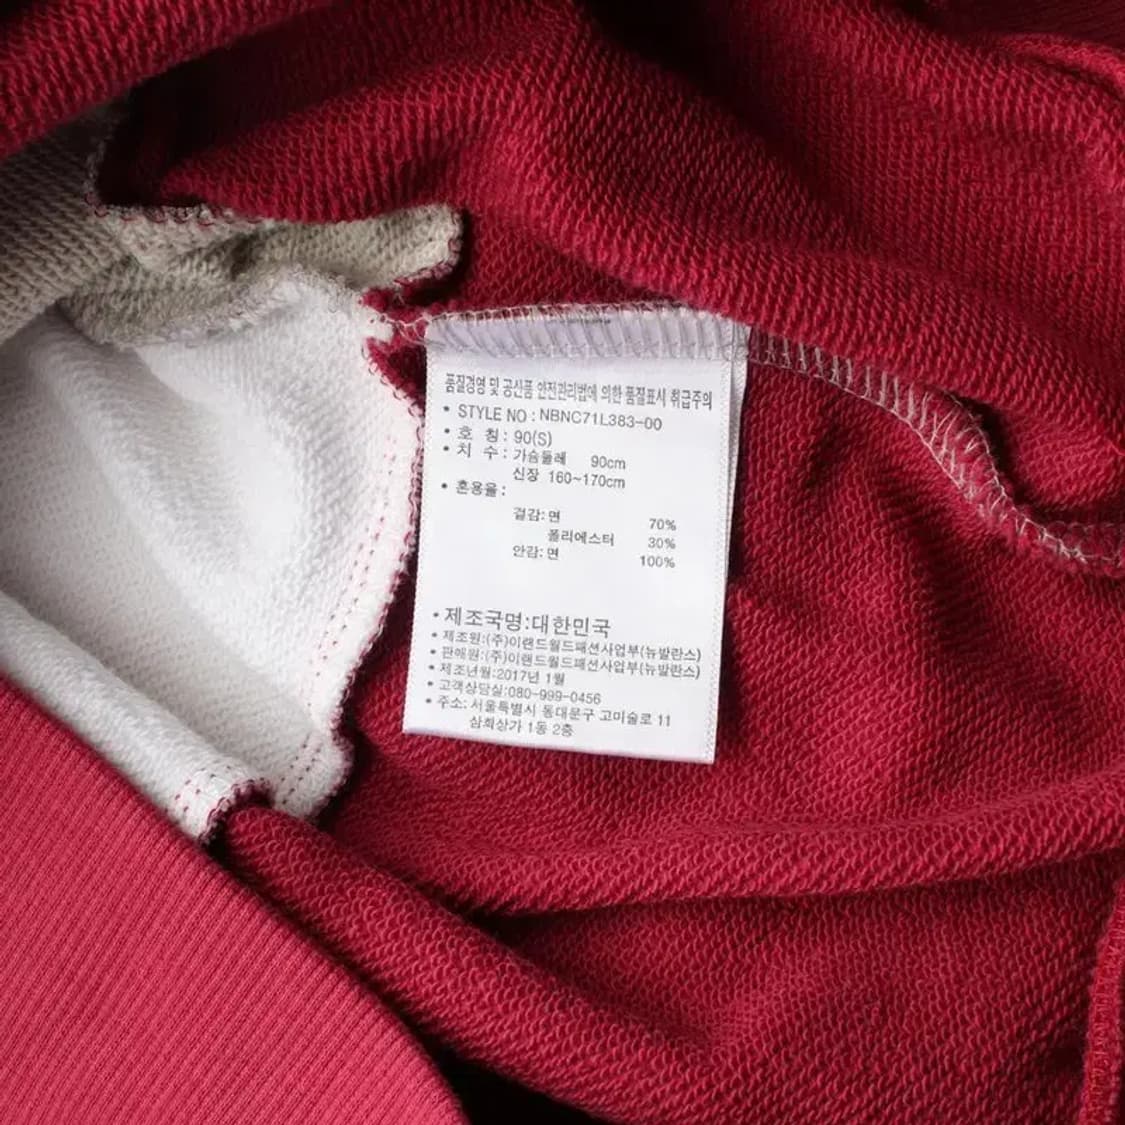 품질경영 및 공산품 안전관리법에 의한 품질표시 취급주의
• STYLE NO : NBNC71L383-00
• 호 칭 : 90(S)
• 치 수 : 가슴둘레 90cm
신장 160~170cm
• 혼용율 :
겉감: 면 70%
폴리에스터 30%
안감: 면 100%
• 제조국명:대한민국
• 제조원:(주)이랜드월드패션사업부(뉴발란스)
• 판매원:(주)이랜드월드패션사업부(뉴발란스)
• 제조년월:2017년 1월
• 고객상담실:080-999-0456
• 주소: 서울특별시 동대문구 고미술로 11
삼희상가 1동 2층